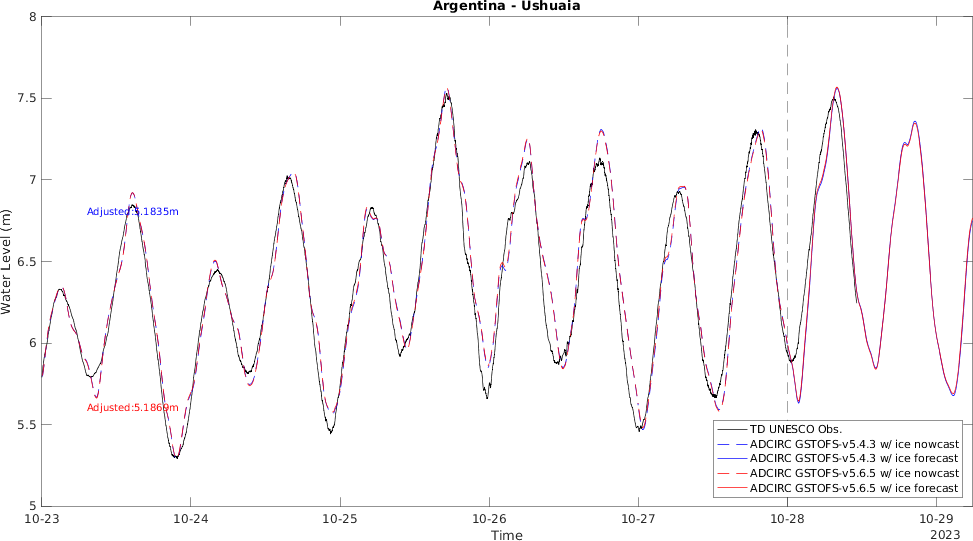 Argentina - Ushuaia
8
7.5
7
6.5
6
5.5
5
Water Level (m)
Adjusted:5.1835m
Adjusted:5.1869m
TD UNESCO Obs.
ADCIRC GSTOFS-v5.4.3 w/ ice nowcast
ADCIRC GSTOFS-v5.4.3 w/ ice forecast
ADCIRC GSTOFS-v5.6.5 w/ ice nowcast
ADCIRC GSTOFS-v5.6.5 w/ ice forecast
10-23 10-24 10-25 10-26 10-27 10-28 10-29
Time
2023